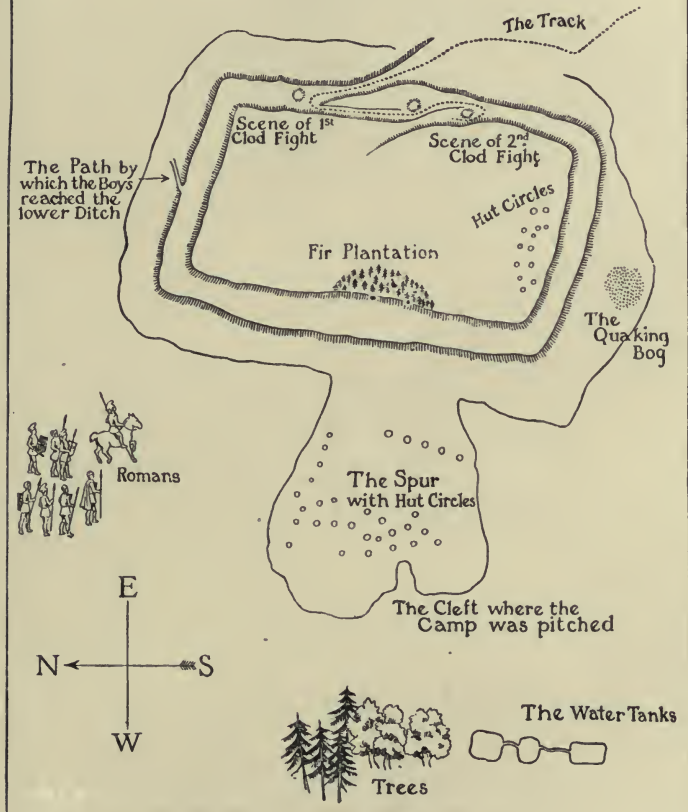 The Track
Scene of 1st
Clod Fight
Scene of 2nd
Clod Fight
The Path by
which the Boys
reached the
lower Ditch
Hut Circles
Fir Plantation
The
Quaking
Bog
Romans
The Spur
with Hut Circles
The Cleft where the
Camp was pitched
E
N
S
W
The Water Tanks
Trees